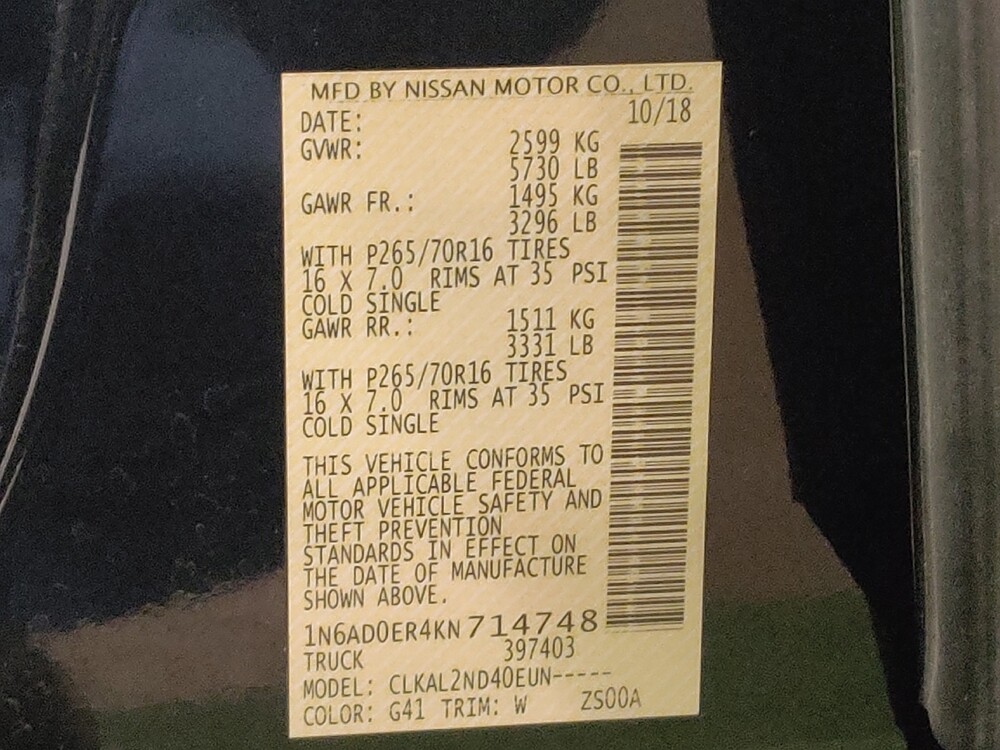 MFD BY NISSAN MOTOR CO., LTD.
DATE: 10/18
GVWR: 2599 KG
5730 LB
GAWR FR.: 1495 KG
3296 LB
WITH P265/70R16 TIRES
16 X 7.0 RIMS AT 35 PSI
COLD SINGLE
GAWR RR.: 1511 KG
3331 LB
WITH P265/70R16 TIRES
16 X 7.0 RIMS AT 35 PSI
COLD SINGLE
THIS VEHICLE CONFORMS TO
ALL APPLICABLE FEDERAL
MOTOR VEHICLE SAFETY AND
THEFT PREVENTION
STANDARDS IN EFFECT ON
THE DATE OF MANUFACTURE
SHOWN ABOVE.
1N6AD0ER4KN714748
TRUCK 397403
MODEL: CLKAL2ND40EUN-----
COLOR: G41 TRIM: W ZS00A